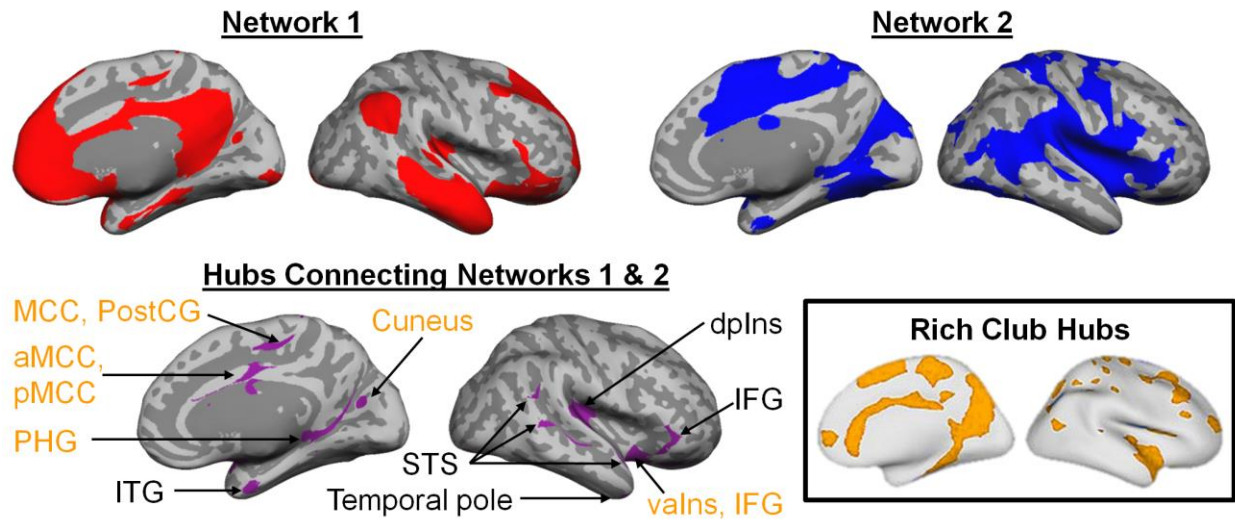 Network 1
Network 2
Hubs Connecting Networks 1 & 2
MCC, PostCG
aMCC,
pMCC
PHG
ITG
Cuneus
dpIns
IFG
STS
Temporal pole
vaIns, IFG
Rich Club Hubs